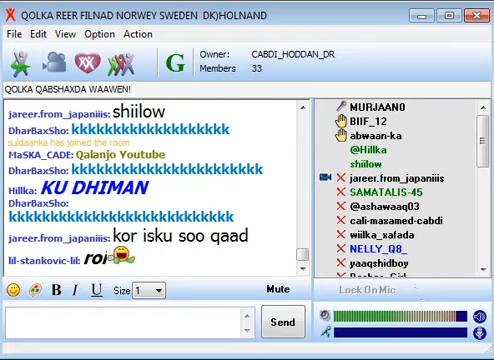 QOLKA REER FILNAD NORWEY SWEDEN DK)HOLNAND
File Edit View Option Action
G
Owner: CABDI_HODDAN_DR
Members 33
QOLKA QABSHAXDA WAAWEN!
jareer.from_japaniiis: shiilow
DharBaxSho: kkkkkkkkkkkkkkkkkkkk
suldaanka has joined the room
MaSKA_CADE: Qalanjo Youtube
DharBaxSho: kkkkkkkkkkkkkkkkkkkkkkkk
Hillka: KU DHIMAN
DharBaxSho:
kkkkkkkkkkkkkkkkkkkkkkkkkk
jareer.from_japaniiis: kor isku soo qaad
lil-stankovic-lil: roi
MURJAAN0
BIIF_12
abwaan-ka
@Hillka
shiilow
jareer.from_japaniiis
SAMATALIS-45
@ashawaaq03
cali-maxamed-cabdi
wiilka_xafada
NELLY_Q8_
yaaqshidboy
B I U Size 1 Mute
Lock On Mic
Send